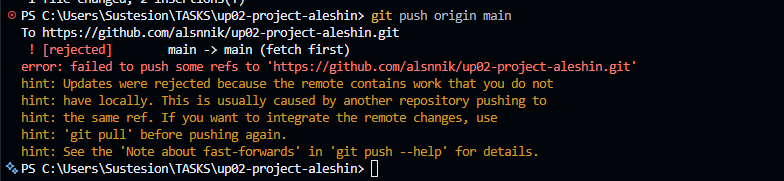 1 file changed, 2 insertions(+)
PS C:\Users\Sustesion\TASKS\up02-project-aleshin> git push origin main
To https://github.com/alsnnik/up02-project-aleshin.git
 ! [rejected]        main -> main (fetch first)
error: failed to push some refs to 'https://github.com/alsnnik/up02-project-aleshin.git'
hint: Updates were rejected because the remote contains work that you do not
hint: have locally. This is usually caused by another repository pushing to
hint: the same ref. If you want to integrate the remote changes, use
hint: 'git pull' before pushing again.
hint: See the 'Note about fast-forwards' in 'git push --help' for details.
PS C:\Users\Sustesion\TASKS\up02-project-aleshin>